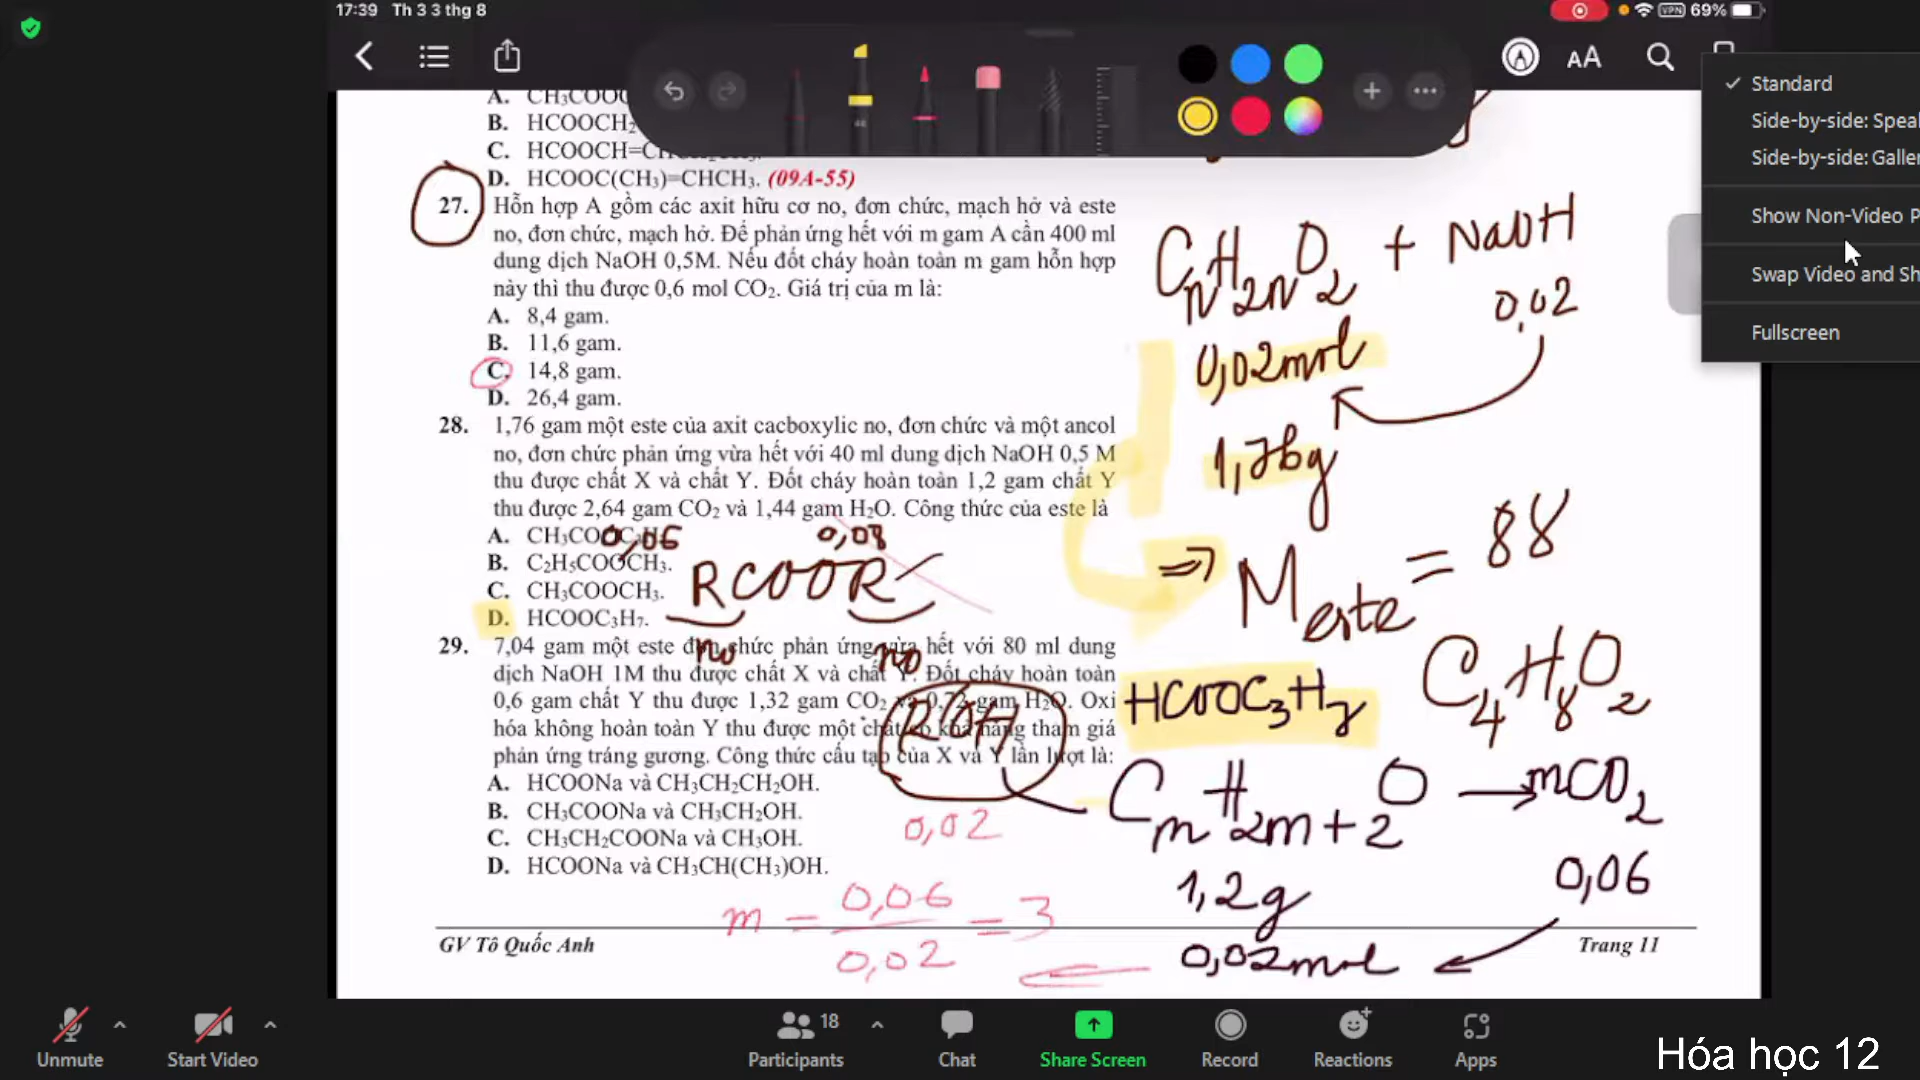 17:39 Th 3 3 thg 8
VPN 69%
AA
Standard
Side-by-side: Speak
Side-by-side: Galler
Show Non-Video P
Swap Video and Sh
Fullscreen
A. CH₃COO
B. HCOOCH₂
C. HCOOCH=CH
D. HCOOC(CH₃)=CHCH₃. (09A-55)
27. Hỗn hợp A gồm các axit hữu cơ no, đơn chức, mạch hở và este
no, đơn chức, mạch hở. Để phản ứng hết với m gam A cần 400 ml
dung dịch NaOH 0,5M. Nếu đốt cháy hoàn toàn m gam hỗn hợp
này thì thu được 0,6 mol CO₂. Giá trị của m là:
A. 8,4 gam.
B. 11,6 gam.
C. 14,8 gam.
D. 26,4 gam.
28. 1,76 gam một este của axit cacboxylic no, đơn chức và một ancol
no, đơn chức phản ứng vừa hết với 40 ml dung dịch NaOH 0,5 M
thu được chất X và chất Y. Đốt cháy hoàn toàn 1,2 gam chất Y
thu được 2,64 gam CO₂ và 1,44 gam H₂O. Công thức của este là
A. CH₃COO
0,06 0,08
B. C₂H₅COOCH₃.
C. CH₃COOCH₃.
RCOOR
D. HCOOC₃H₇.
no no
29. 7,04 gam một este đơn chức phản ứng vừa hết với 80 ml dung
dịch NaOH 1M thu được chất X và chất Y. Đốt cháy hoàn toàn
0,6 gam chất Y thu được 1,32 gam CO₂ và 0,72 gam H₂O. Oxi
hóa không hoàn toàn Y thu được một chất có khả năng tham giá
phản ứng tráng gương. Công thức cấu tạo của X và Y lần lượt là:
ROH
A. HCOONa và CH₃CH₂CH₂OH.
B. CH₃COONa và CH₃CH₂OH.
C. CH₃CH₂COONa và CH₃OH.
D. HCOONa và CH₃CH(CH₃)OH.
0,02
m = 0,06 / 0,02 = 3
CnH2nO2 + NaOH
0,02
0,02mol
1,76g
⇒ Meste = 88
C4H8O2
HCOOC3H7
CmH2m+2O → mCO2
1,2g 0,06
0,02mol
GV Tô Quốc Anh Trang 11
Unmute
Start Video
18
Participants
Chat
Share Screen
Record
Reactions
Apps
Hóa học 12